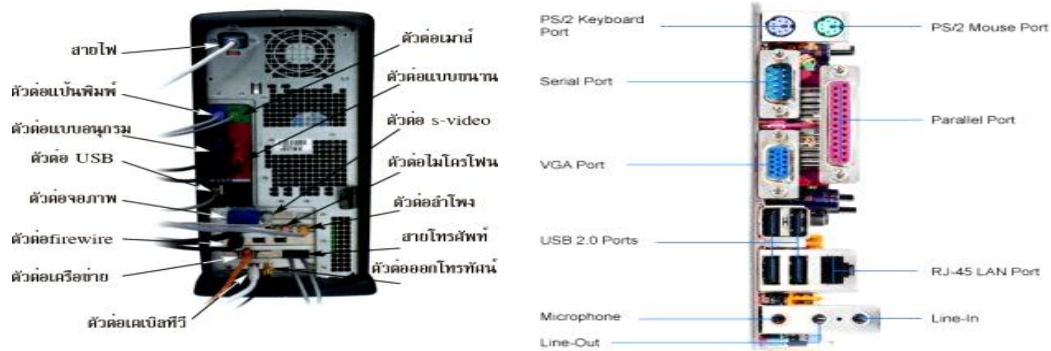 สายไฟ
ตัวต่อแป้นพิมพ์
ตัวต่อแบบอนุกรม
ตัวต่อ USB
ตัวต่อจอภาพ
ตัวต่อfirewire
ตัวต่อเครือข่าย
ตัวต่อเคเบิลทีวี
ตัวต่อเมาส์
ตัวต่อแบบขนาน
ตัวต่อ s-video
ตัวต่อไมโครโฟน
ตัวต่อลำโพง
สายโทรศัพท์
ตัวต่อออกโทรทัศน์
PS/2 Keyboard
Port
Serial Port
VGA Port
USB 2.0 Ports
Microphone
Line-Out
PS/2 Mouse Port
Parallel Port
RJ-45 LAN Port
Line-In